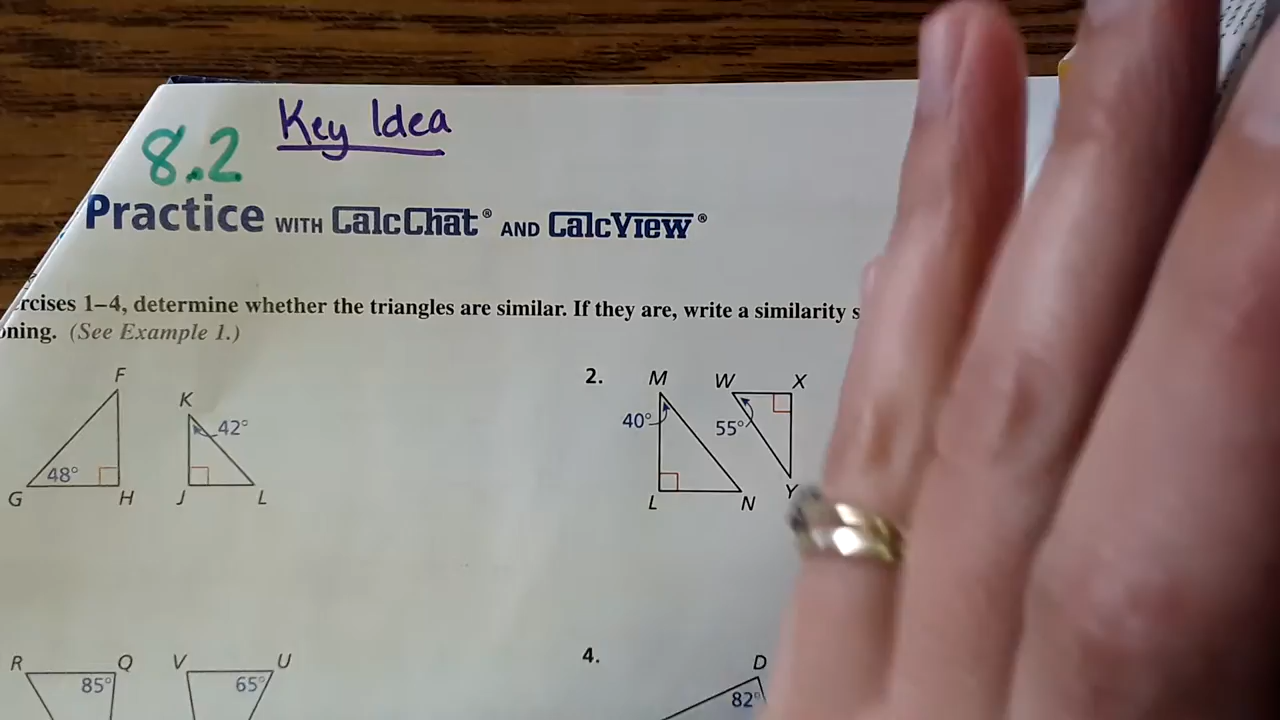 Key Idea
8.2
Practice WITH CalcChat® AND CalcView®
rcises 1–4, determine whether the triangles are similar. If they are, write a similarity s
oning. (See Example 1.)
F
K
42°
48°
G
H
J
L
2.
M
W
X
40°
55°
L
N
Y
R
Q
V
U
85°
65°
4.
D
82°